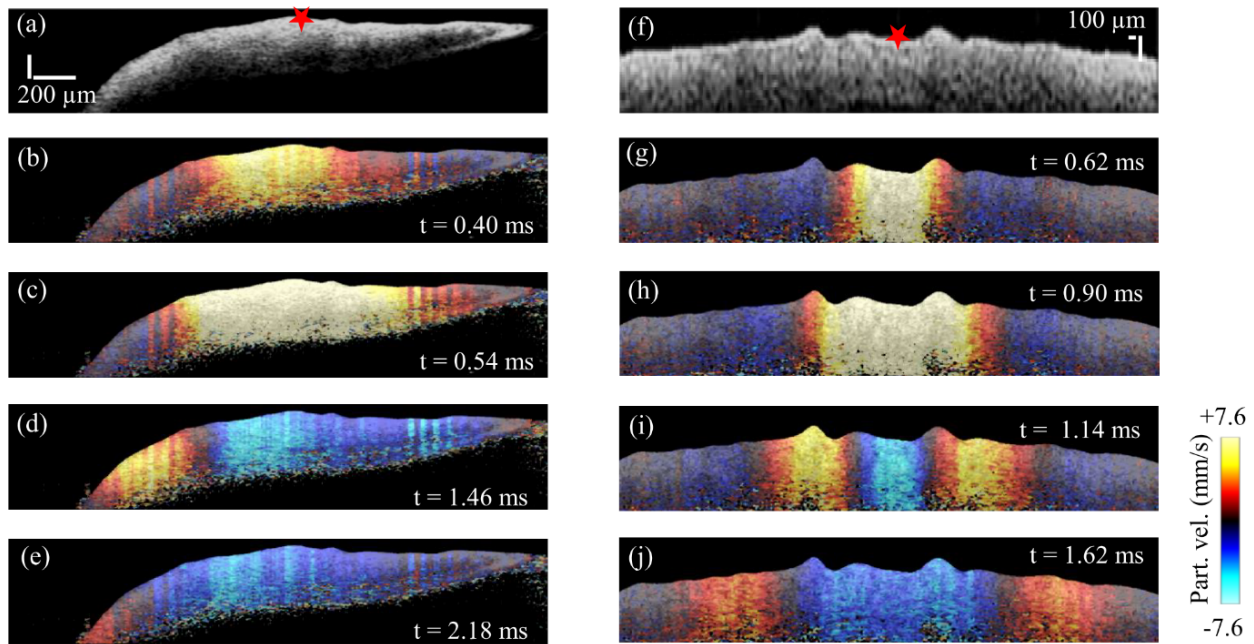 (a)
200 µm
(b)
t = 0.40 ms
(c)
t = 0.54 ms
(d)
t = 1.46 ms
(e)
t = 2.18 ms
(f)
100 µm
(g)
t = 0.62 ms
(h)
t = 0.90 ms
(i)
t = 1.14 ms
(j)
t = 1.62 ms
+7.6
Part. vel. (mm/s)
-7.6